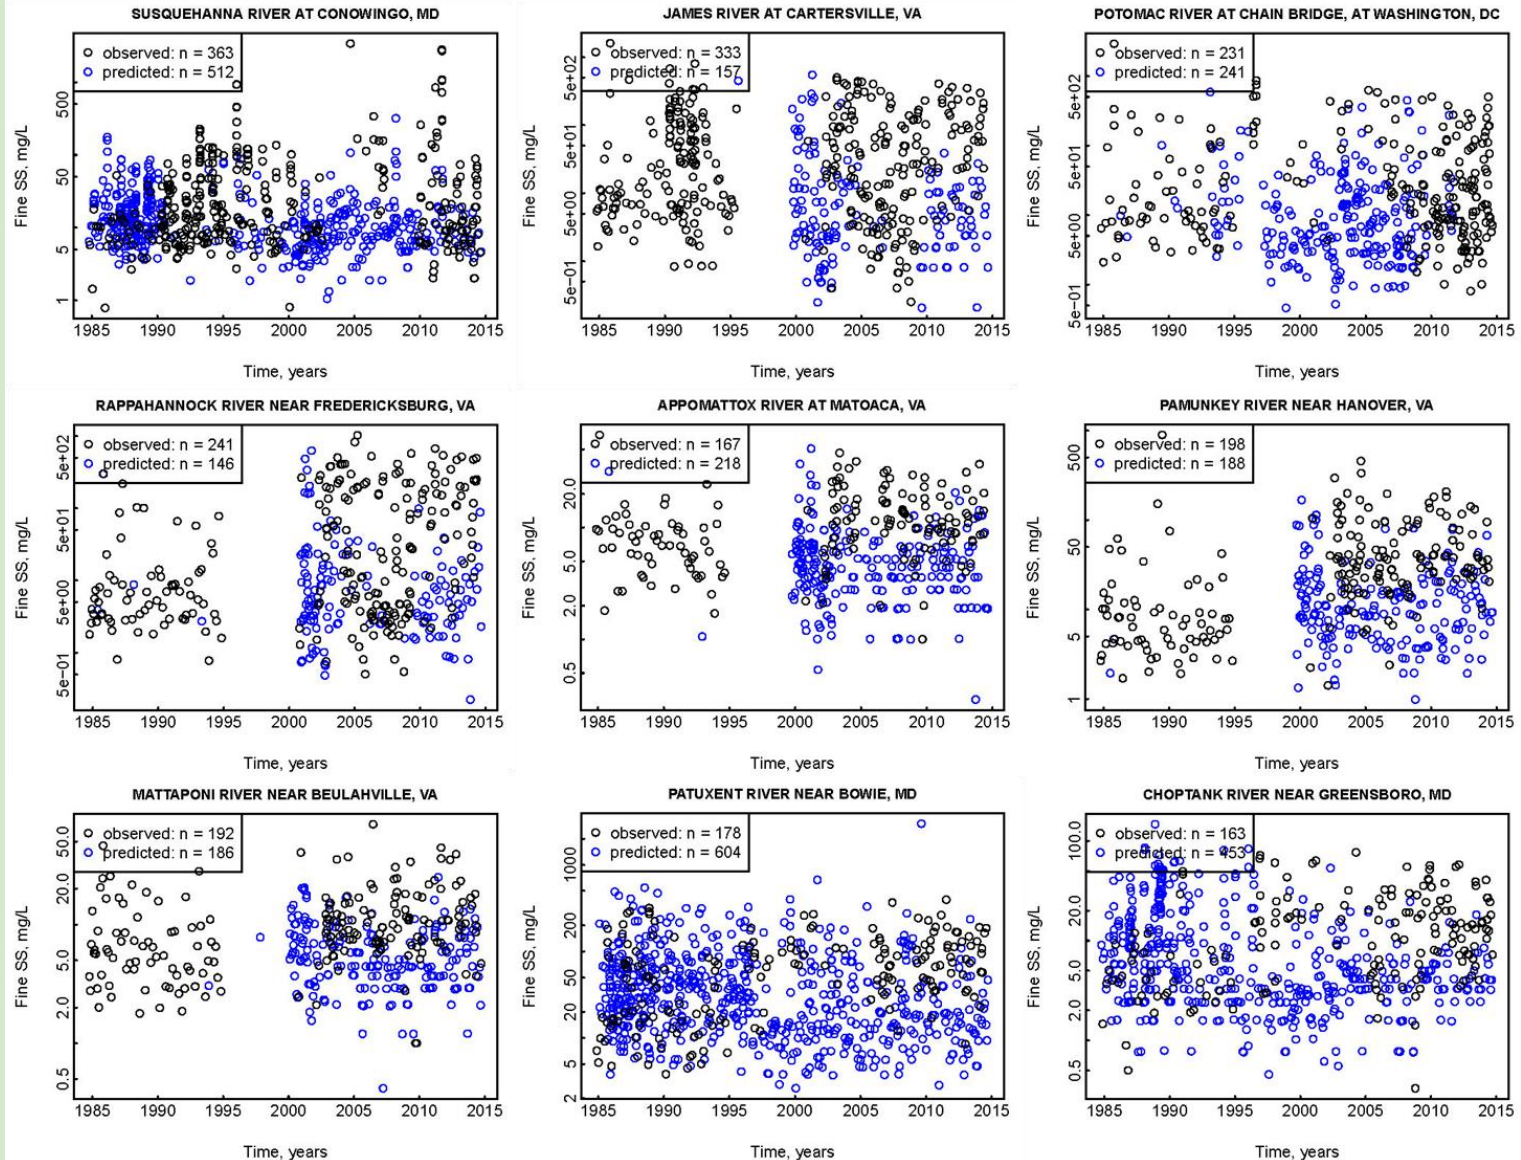 SUSQUEHANNA RIVER AT CONOWINGO, MD
observed: n = 363
predicted: n = 512
Fine SS, mg/L
500
50
5
1
1985 1990 1995 2000 2005 2010 2015
Time, years
JAMES RIVER AT CARTERSVILLE, VA
observed: n = 333
predicted: n = 157
Fine SS, mg/L
5e+02
5e+01
5e+00
5e−01
1985 1990 1995 2000 2005 2010 2015
Time, years
POTOMAC RIVER AT CHAIN BRIDGE, AT WASHINGTON, DC
observed: n = 231
predicted: n = 241
Fine SS, mg/L
5e+02
5e+01
5e+00
5e−01
1985 1990 1995 2000 2005 2010 2015
Time, years
RAPPAHANNOCK RIVER NEAR FREDERICKSBURG, VA
observed: n = 241
predicted: n = 146
Fine SS, mg/L
5e+02
5e+01
5e+00
5e−01
1985 1990 1995 2000 2005 2010 2015
Time, years
APPOMATTOX RIVER AT MATOACA, VA
observed: n = 167
predicted: n = 218
Fine SS, mg/L
20.0
5.0
2.0
0.5
1985 1990 1995 2000 2005 2010 2015
Time, years
PAMUNKEY RIVER NEAR HANOVER, VA
observed: n = 198
predicted: n = 188
Fine SS, mg/L
500
50
5
1
1985 1990 1995 2000 2005 2010 2015
Time, years
MATTAPONI RIVER NEAR BEULAHVILLE, VA
observed: n = 192
predicted: n = 186
Fine SS, mg/L
50.0
20.0
5.0
2.0
0.5
1985 1990 1995 2000 2005 2010 2015
Time, years
PATUXENT RIVER NEAR BOWIE, MD
observed: n = 178
predicted: n = 604
Fine SS, mg/L
1000
200
50
20
5
2
1985 1990 1995 2000 2005 2010 2015
Time, years
CHOPTANK RIVER NEAR GREENSBORO, MD
observed: n = 163
predicted: n = 453
Fine SS, mg/L
100.0
20.0
5.0
2.0
0.5
1985 1990 1995 2000 2005 2010 2015
Time, years